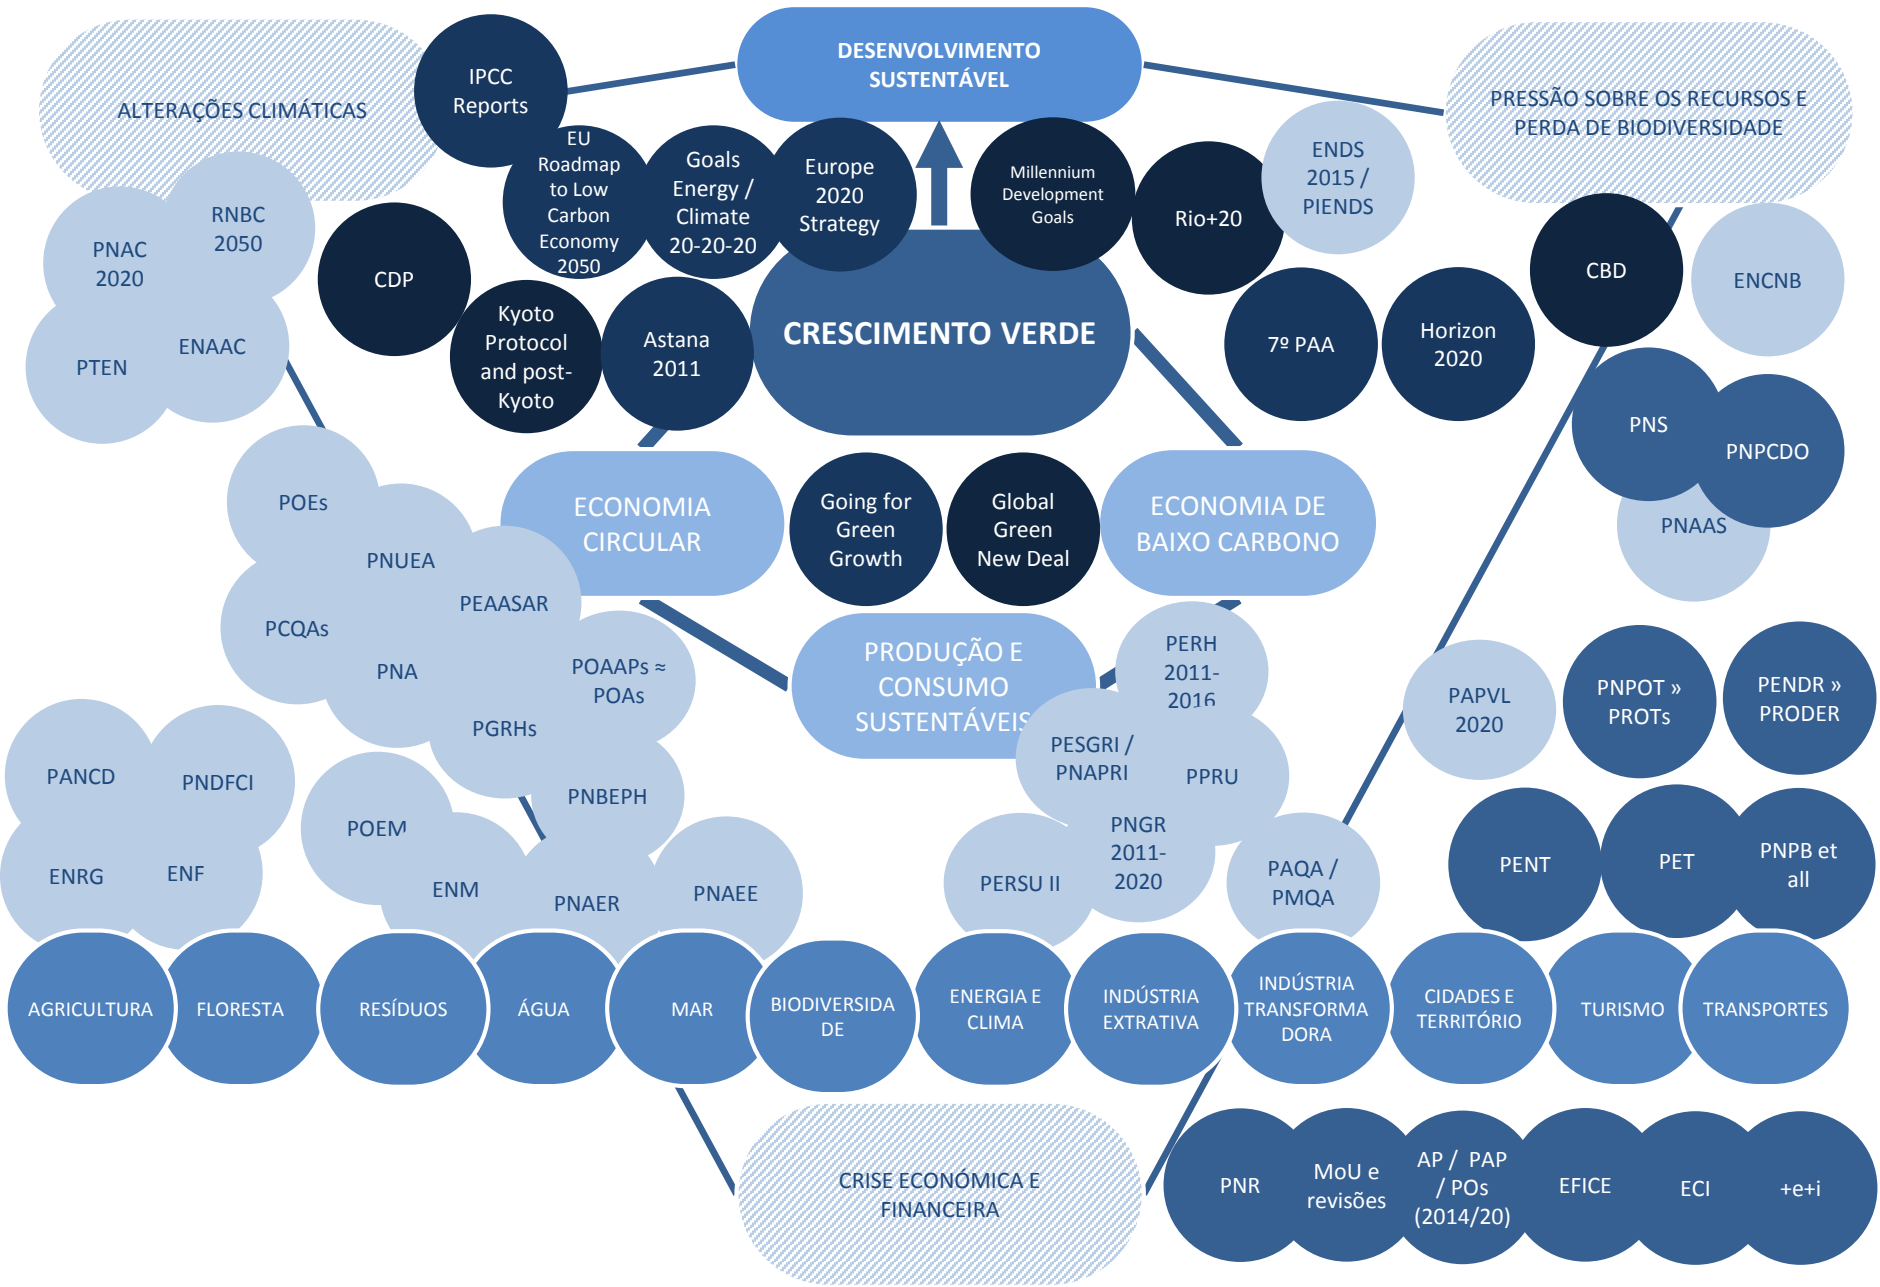 DESENVOLVIMENTO
SUSTENTÁVEL
ALTERAÇÕES CLIMÁTICAS
IPCC
Reports
PRESSÃO SOBRE OS RECURSOS E
PERDA DE BIODIVERSIDADE
EU
Roadmap
to Low
Carbon
Economy
2050
Goals
Energy /
Climate
20-20-20
Europe
2020
Strategy
Millennium
Development
Goals
Rio+20
ENDS
2015 /
PIENDS
RNBC
2050
PNAC
2020
CDP
CBD
ENCNB
PTEN
ENAAC
Kyoto
Protocol
and post-
Kyoto
Astana
2011
CRESCIMENTO VERDE
7º PAA
Horizon
2020
PNS
PNPCDO
PNAAS
POEs
PNUEA
ECONOMIA
CIRCULAR
Going for
Green
Growth
Global
Green
New Deal
ECONOMIA DE
BAIXO CARBONO
PEAASAR
PCQAs
PNA
POAAPs ≈
POAs
PRODUÇÃO E
CONSUMO
SUSTENTÁVEIS
PERH
2011-
2016
PAPVL
2020
PNPOT »
PROTs
PENDR »
PRODER
PGRHs
PESGRI /
PNAPRI
PPRU
PANCD
PNDFCI
PNBEPH
POEM
PNGR
2011-
2020
ENRG
ENF
ENM
PNAER
PNAEE
PERSU II
PAQA /
PMQA
PENT
PET
PNPB et
all
AGRICULTURA
FLORESTA
RESÍDUOS
ÁGUA
MAR
BIODIVERSIDA
DE
ENERGIA E
CLIMA
INDÚSTRIA
EXTRATIVA
INDÚSTRIA
TRANSFORMA
DORA
CIDADES E
TERRITÓRIO
TURISMO
TRANSPORTES
CRISE ECONÓMICA E
FINANCEIRA
PNR
MoU e
revisões
AP / PAP
/ POs
(2014/20)
EFICE
ECI
+e+i